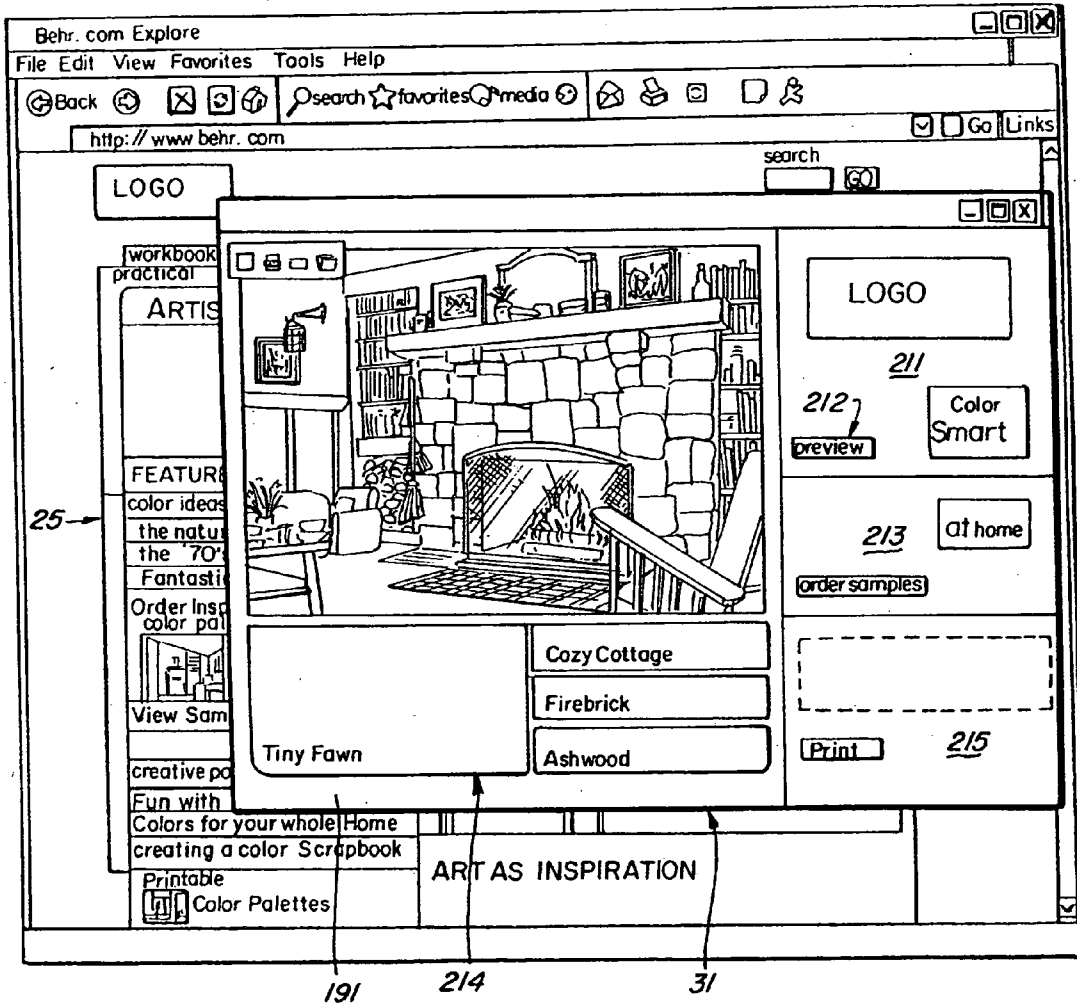 Behr. com Explore
File Edit View Favorites Tools Help
Back search favorites media
http://www behr. com Go Links
search
GO
LOGO
workbook
practical
ARTIS
LOGO
211
212
Color
Smart
preview
FEATURE
color ideas
25
the natur
the '70's
Fantastic
213
at home
order samples
Order Insp
color pal
Cozy Cottage
Firebrick
View Sam
Tiny Fawn
Ashwood
Print
215
creative po
Fun with
Colors for your whole Home
creating a color Scrapbook
ART AS INSPIRATION
Printable
Color Palettes
191
214
31